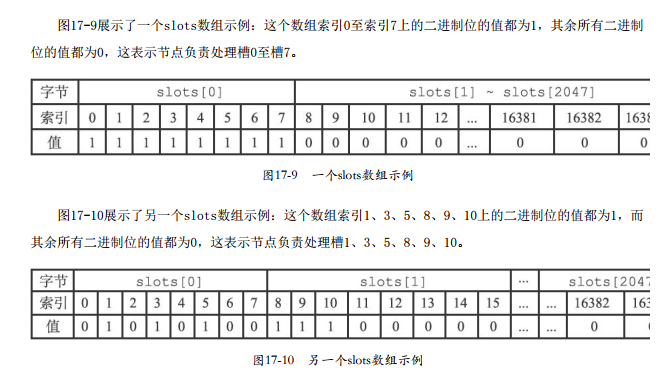 图17-9展示了一个slots数组示例：这个数组索引0至索引7上的二进制位的值都为1，其余所有二进制
位的值都为0，这表示节点负责处理槽0至槽7。
字节 slots[0] slots[1] ~ slots[2047]
索引 0 1 2 3 4 5 6 7 8 9 10 11 12 ... 16381 16382
值 1 1 1 1 1 1 1 1 0 0 0 0 0 ... 0 0 0
图17-9 一个slots数组示例
图17-10展示了另一个slots数组示例：这个数组索引1、3、5、8、9、10上的二进制位的值都为1，而
其余所有二进制位的值都为0，这表示节点负责处理槽1、3、5、8、9、10。
字节 slots[0] slots[1] ... slots[2047
索引 0 1 2 3 4 5 6 7 8 9 10 11 12 13 14 15 ... ... 16382
值 0 1 0 1 0 1 0 0 1 1 1 0 0 0 0 0 ... ... 0 0
图17-10 另一个slots数组示例